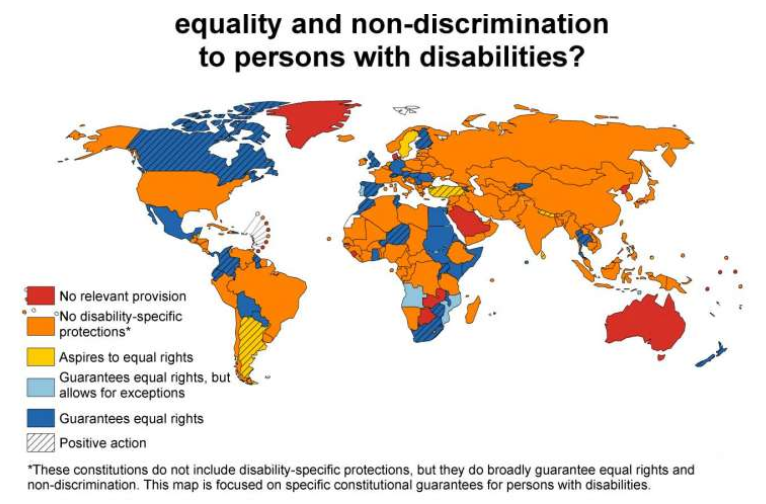 equality and non-discrimination
to persons with disabilities?
No relevant provision
No disability-specific
protections*
Aspires to equal rights
Guarantees equal rights, but
allows for exceptions
Guarantees equal rights
Positive action
*These constitutions do not include disability-specific protections, but they do broadly guarantee equal rights and
non-discrimination. This map is focused on specific constitutional guarantees for persons with disabilities.